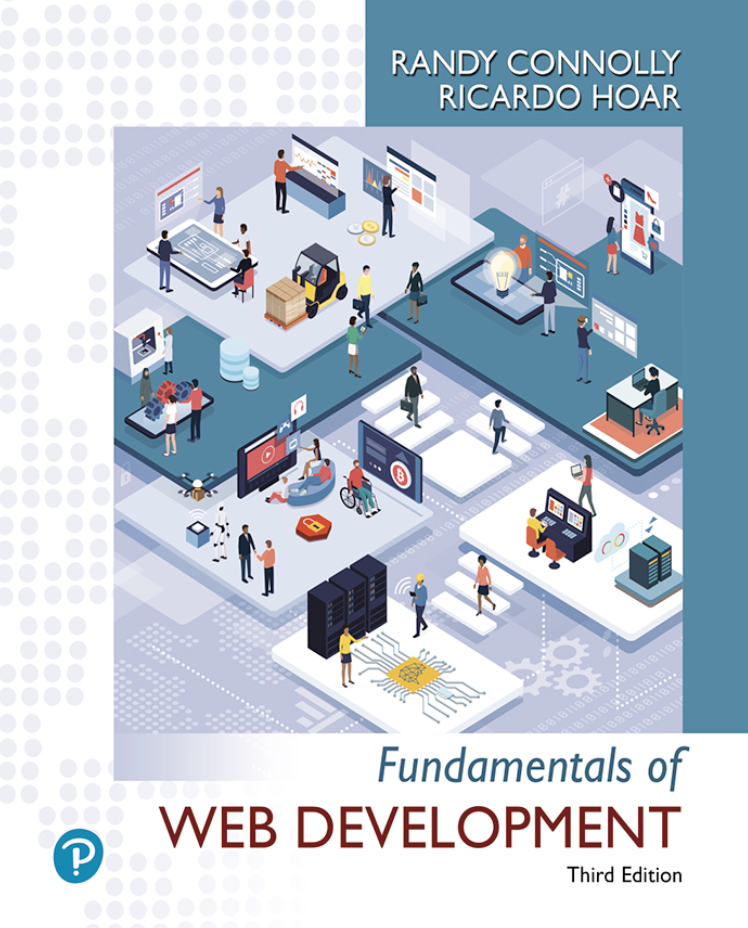 RANDY CONNOLLY
RICARDO HOAR
Fundamentals of
WEB DEVELOPMENT
Third Edition
P